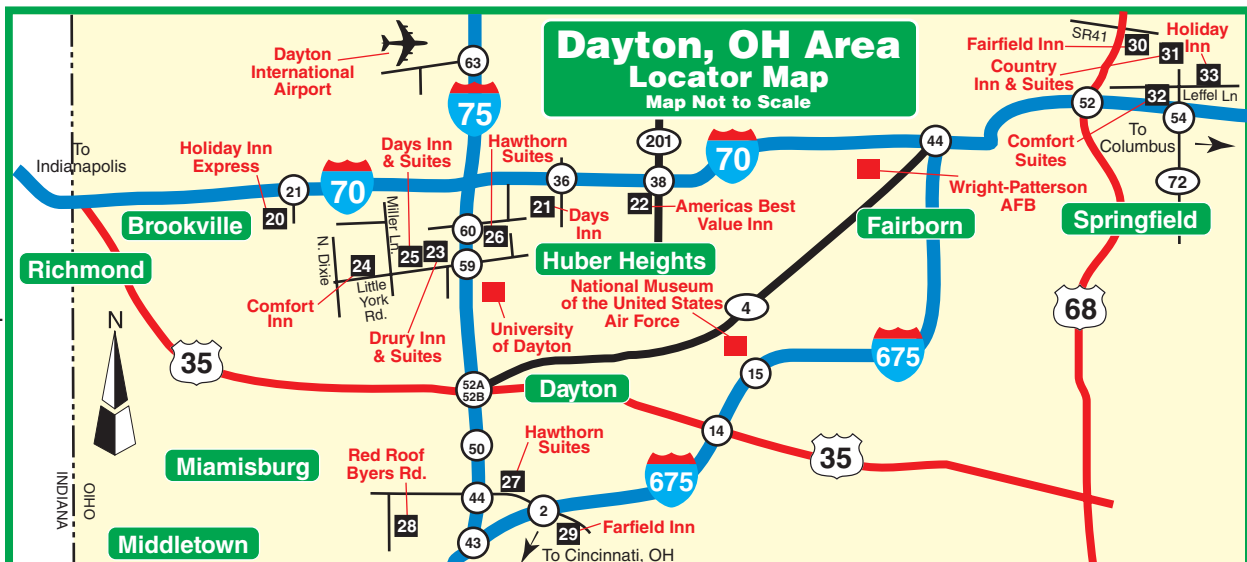 Dayton, OH Area
Locator Map
Map Not to Scale
Dayton
International
Airport
63
75
SR41
Fairfield Inn
30
Holiday
Inn
31
Country
Inn & Suites
33
Leffel Ln
32
52
54
Comfort
Suites
To
Columbus
72
To
Indianapolis
Holiday Inn
Express
Days Inn
& Suites
Hawthorn
Suites
201
70
44
21
70
36
38
20
Brookville
Miller Ln.
21
Days
Inn
22
Americas Best
Value Inn
Wright-Patterson
AFB
Fairborn
Springfield
60
26
N. Dixie
24
25
23
59
Richmond
Huber Heights
Little
York
Rd.
Comfort
Inn
National Museum
of the United States
Air Force
4
68
N
Drury Inn
& Suites
University
of Dayton
35
675
15
52A
52B
Dayton
14
35
50
Hawthorn
Suites
Miamisburg
Red Roof
Byers Rd.
27
675
44
2
28
29
Farfield Inn
INDIANA
OIHO
Middletown
43
To Cincinnati, OH